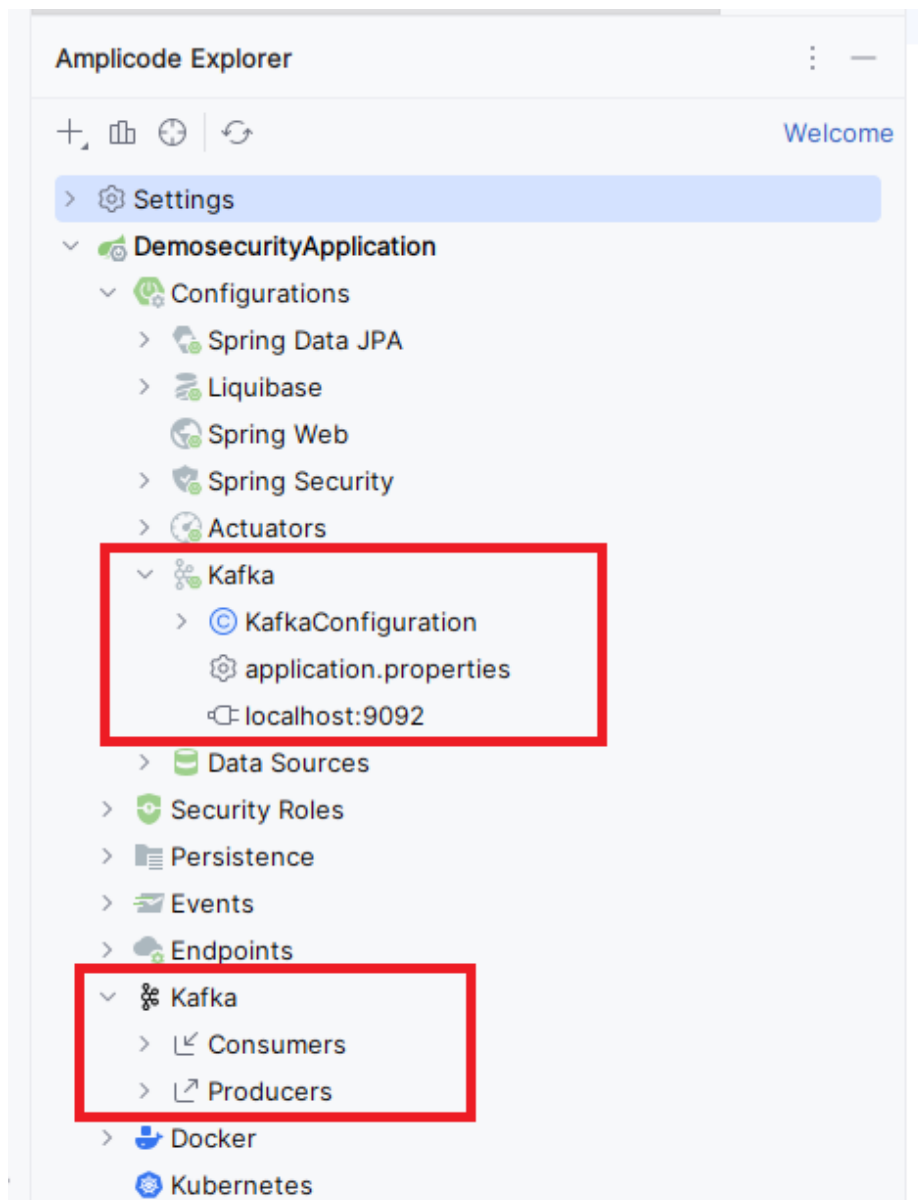 Amplicode Explorer
Welcome
Settings
DemosecurityApplication
Configurations
Spring Data JPA
Liquibase
Spring Web
Spring Security
Actuators
Kafka
KafkaConfiguration
application.properties
localhost:9092
Data Sources
Security Roles
Persistence
Events
Endpoints
Kafka
Consumers
Producers
Docker
Kubernetes